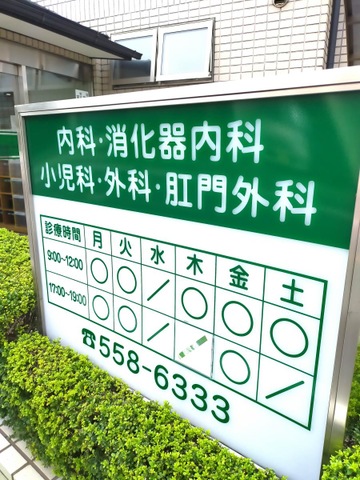 内科・消化器内科
小児科・外科・肛門外科
診療時間 月 火 水 木 金 土
9:00~12:00 ○ ○ / ○ ○ ○
17:00~19:00 ○ ○ / / ○ /
☎558-6333